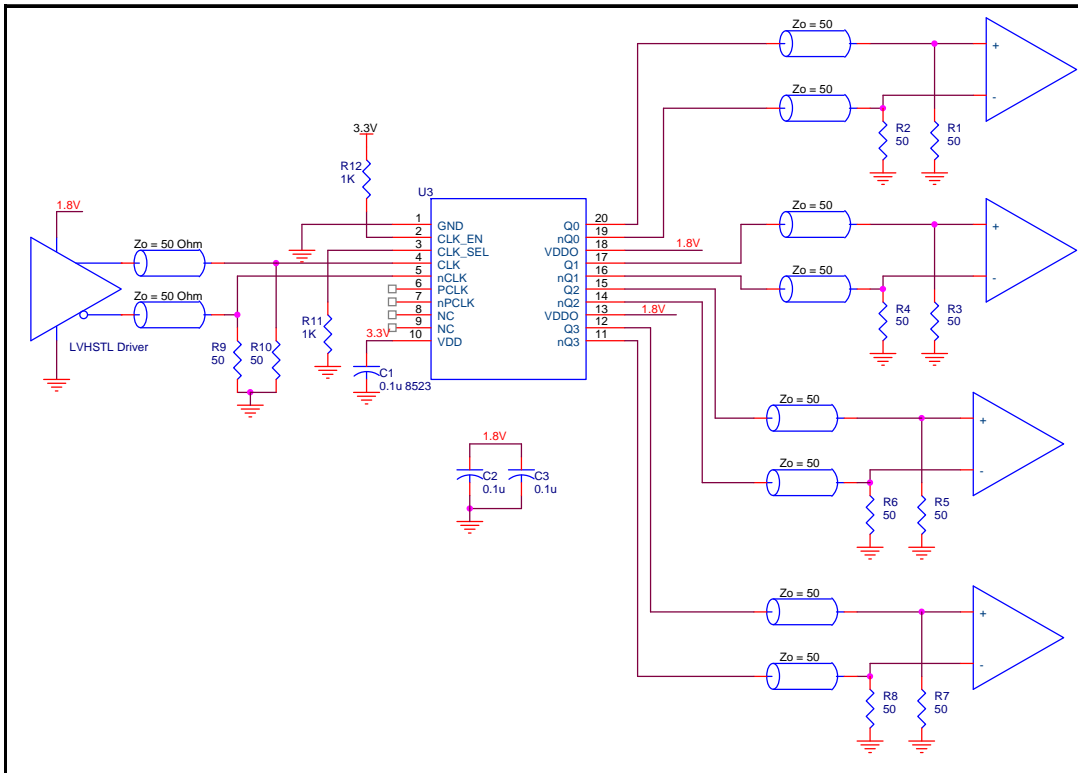 Zo = 50
+
Zo = 50
-
R2
50
R1
50
3.3V
R12
1K
U3
1.8V
Zo = 50 Ohm
Zo = 50 Ohm
LVHSTL Driver
R9
50
R10
50
R11
1K
3.3V
C1
0.1u 8523
1 GND
2 CLK_EN
3 CLK_SEL
4 CLK
5 nCLK
6 PCLK
7 nPCLK
8 NC
9 NC
10 VDD
Q0 20
nQ0 19
VDDO 18
Q1 17
nQ1 16
Q2 15
nQ2 14
VDDO 13
Q3 12
nQ3 11
1.8V
1.8V
Zo = 50
+
Zo = 50
-
R4
50
R3
50
1.8V
C2
0.1u
C3
0.1u
Zo = 50
+
Zo = 50
-
R6
50
R5
50
Zo = 50
+
Zo = 50
-
R8
50
R7
50